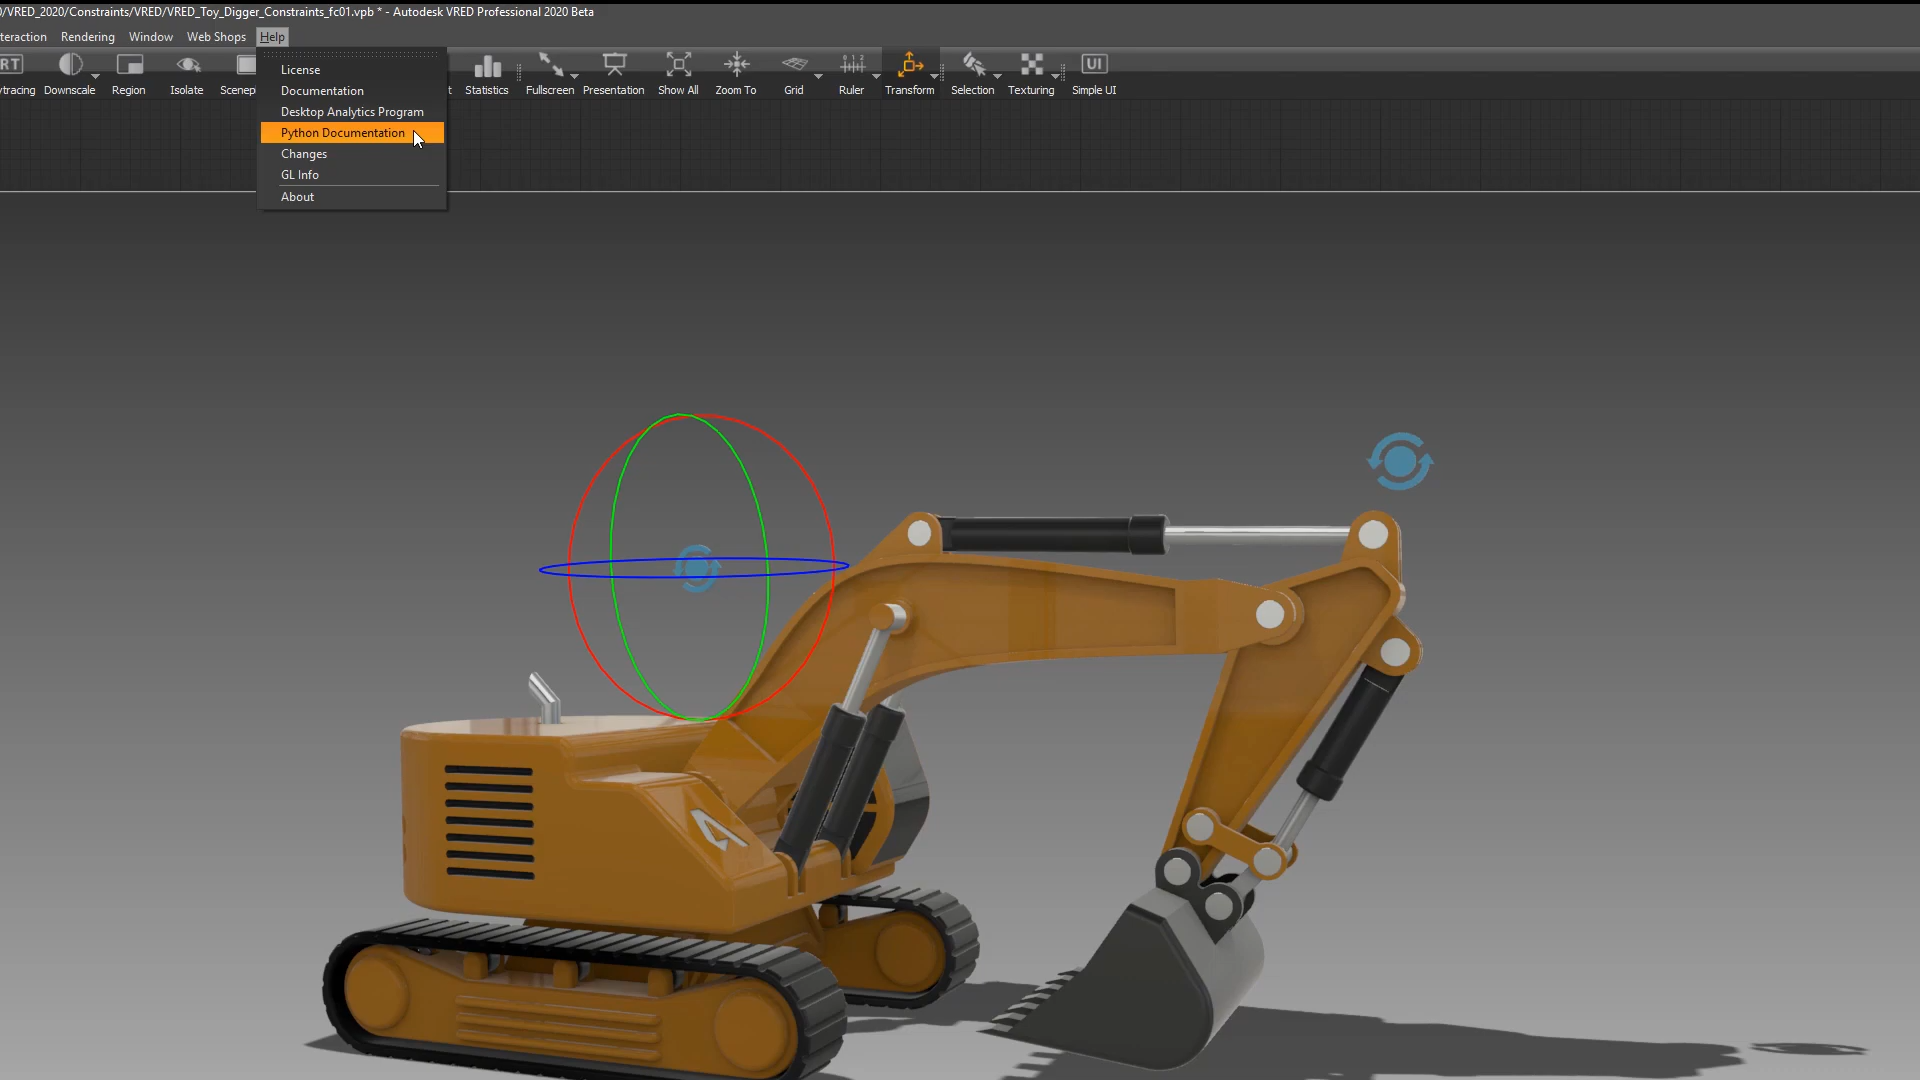 0/VRED_2020/Constraints/VRED/VRED_Toy_Digger_Constraints_fc01.vpb * - Autodesk VRED Professional 2020 Beta
teraction Rendering Window Web Shops Help
RT UI
ytracing Downscale Region Isolate Scenep t Statistics Fullscreen Presentation Show All Zoom To Grid Ruler Transform Selection Texturing Simple UI
License
Documentation
Desktop Analytics Program
Python Documentation
Changes
GL Info
About